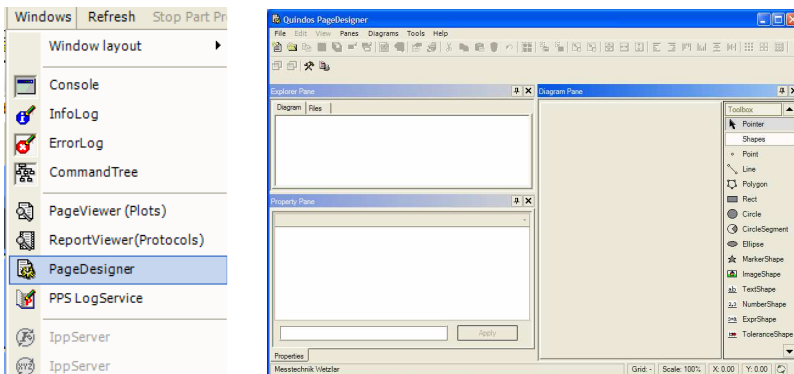 Windows Refresh Stop Part Pr
Window layout
Console
InfoLog
ErrorLog
CommandTree
PageViewer (Plots)
ReportViewer(Protocols)
PageDesigner
PPS LogService
IppServer
IppServer
Quindos PageDesigner
File Edit View Panes Diagrams Tools Help
Explorer Pane
Diagram Files
Property Pane
Apply
Properties
Diagram Pane
Toolbox
Pointer
Shapes
Point
Line
Polygon
Rect
Circle
CircleSegment
Ellipse
MarkerShape
ImageShape
ab TextShape
NumberShape
ExprShape
ToleranceShape
Messtechnik Wetzlar Grid: - Scale: 100% X: 0.00 Y: 0.00